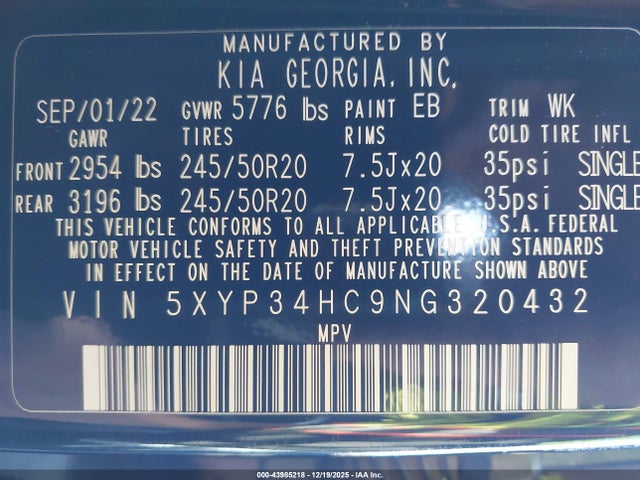 MANUFACTURED BY
KIA GEORGIA, INC.
SEP/01/22 GVWR 5776 lbs PAINT EB TRIM WK
GAWR TIRES RIMS COLD TIRE INFL
FRONT 2954 lbs 245/50R20 7.5Jx20 35psi SINGLE
REAR 3196 lbs 245/50R20 7.5Jx20 35psi SINGLE
THIS VEHICLE CONFORMS TO ALL APPLICABLE U.S.A. FEDERAL
MOTOR VEHICLE SAFETY AND THEFT PREVENTION STANDARDS
IN EFFECT ON THE DATE OF MANUFACTURE SHOWN ABOVE
VIN 5XYP34HC9NG320432
MPV
000-43985218 - 12/19/2025 - IAA Inc.